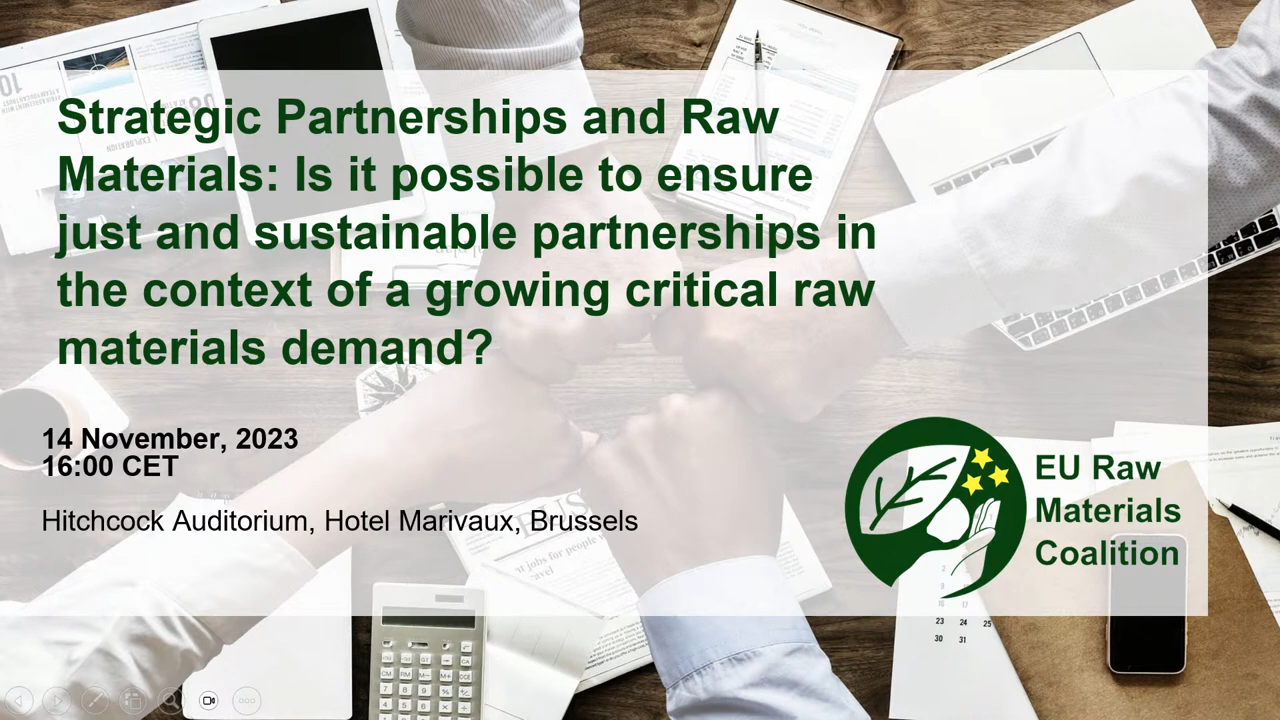 Strategic Partnerships and Raw
Materials: Is it possible to ensure
just and sustainable partnerships in
the context of a growing critical raw
materials demand?
14 November, 2023
16:00 CET
Hitchcock Auditorium, Hotel Marivaux, Brussels
EU Raw
Materials
Coalition